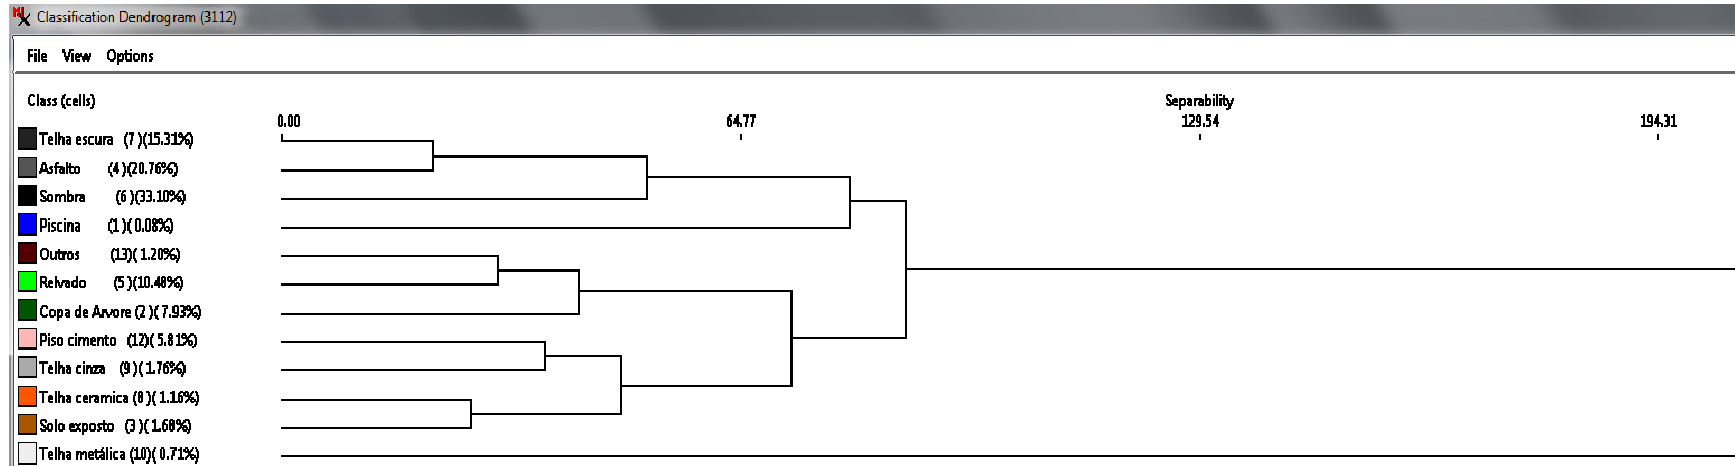 Classification Dendrogram (3112)
File View Options
Class (cells)
Separability
0.00 64.77 129.54 194.31
Telha escura (7)(15.31%)
Asfalto (4)(20.76%)
Sombra (6)(33.10%)
Piscina (1)( 0.08%)
Outros (13)( 1.20%)
Relvado (5)(10.48%)
Copa de Arvore (2)( 7.93%)
Piso cimento (12)( 5.81%)
Telha cinza (9)( 1.76%)
Telha ceramica (8)( 1.16%)
Solo exposto (3)( 1.68%)
Telha metálica (10)( 0.71%)